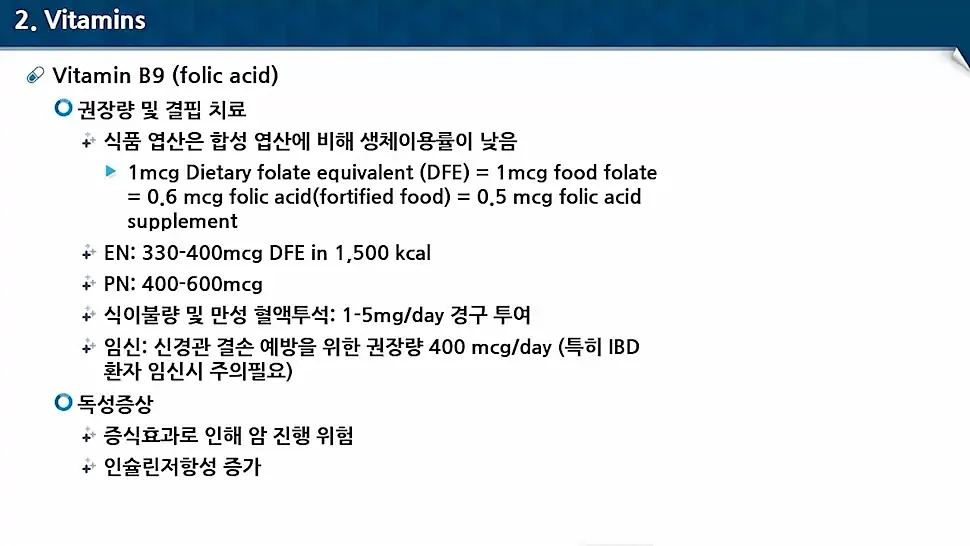 2. Vitamins
Vitamin B9 (folic acid)
권장량 및 결핍 치료
식품 엽산은 합성 엽산에 비해 생체이용률이 낮음
1mcg Dietary folate equivalent (DFE) = 1mcg food folate
= 0.6 mcg folic acid(fortified food) = 0.5 mcg folic acid
supplement
EN: 330-400mcg DFE in 1,500 kcal
PN: 400-600mcg
식이불량 및 만성 혈액투석: 1-5mg/day 경구 투여
임신: 신경관 결손 예방을 위한 권장량 400 mcg/day (특히 IBD
환자 임신시 주의필요)
독성증상
증식효과로 인해 암 진행 위험
인슐린저항성 증가